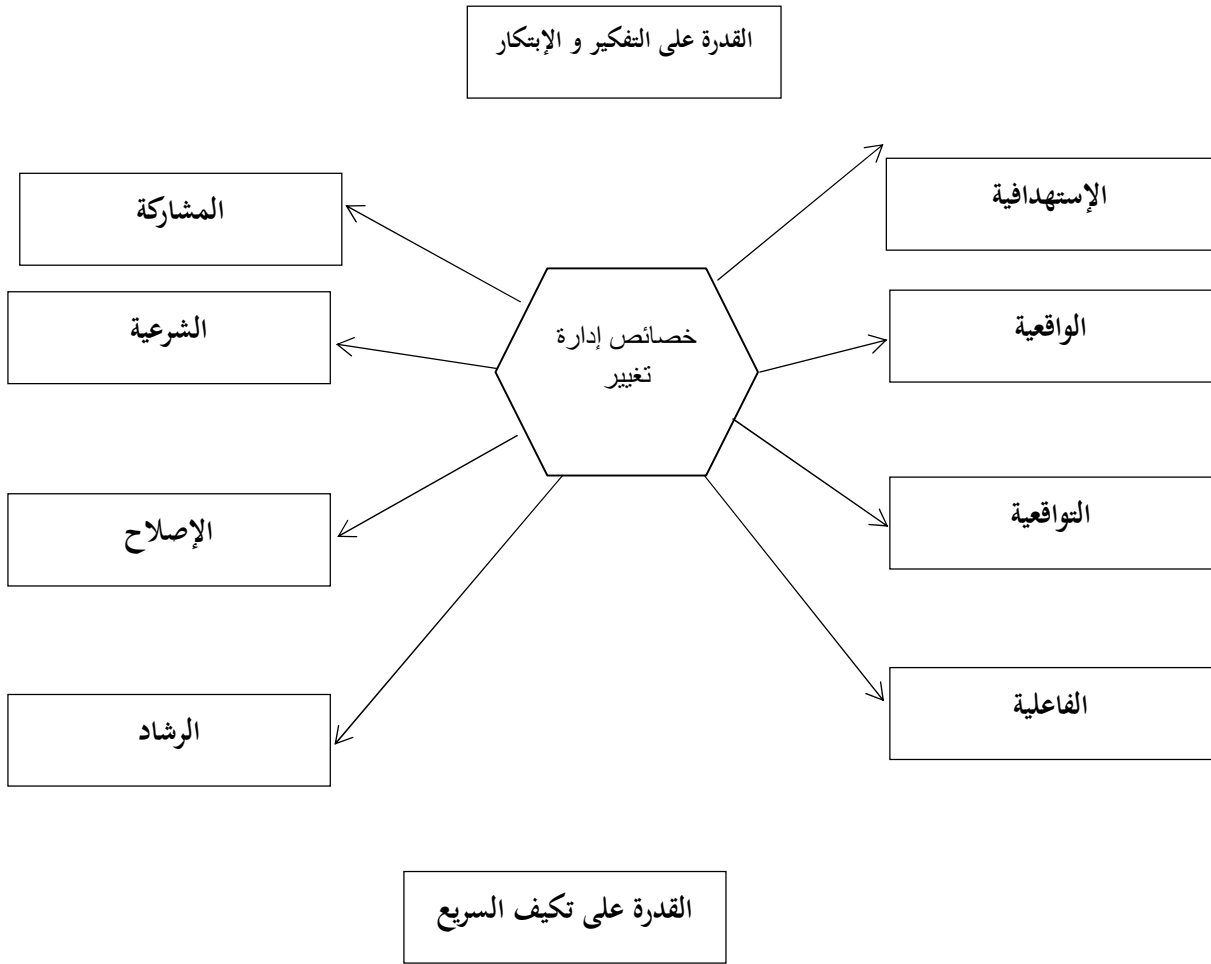 القدرة على التفكير و الإبتكار
الإستهدافية
المشاركة
الواقعية
الشرعية
خصائص إدارة
تغيير
التواقعية
الإصلاح
الفاعلية
الرشاد
القدرة على تكيف السريع